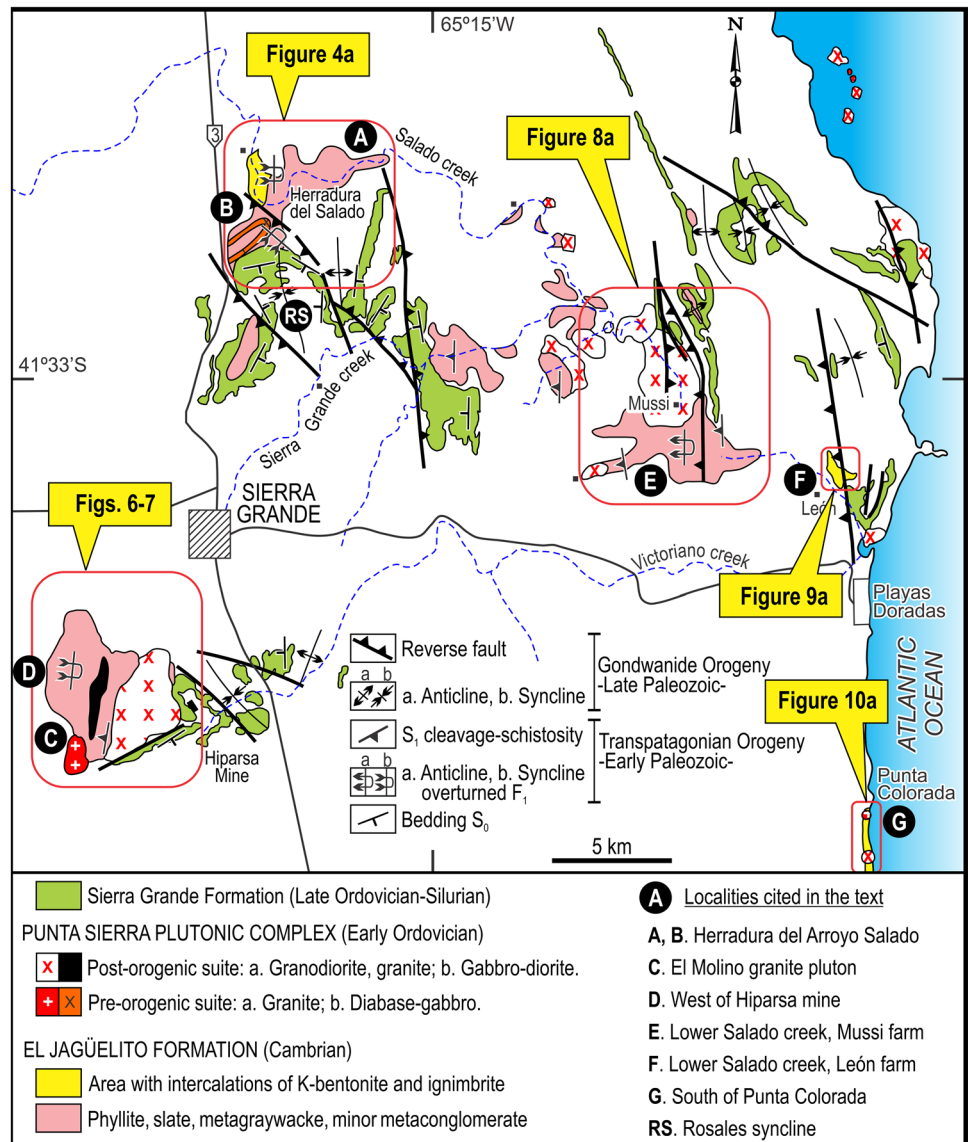 65º15´W
N
Figure 4a
Figure 8a
3
A
Salado creek
B
Herradura
del Salado
RS
41º33´S
Sierra Grande creek
Mussi
E
F
León
Figs. 6-7
SIERRA
GRANDE
Victoriano creek
Figure 9a
Playas
Doradas
ATLANTIC
OCEAN
D
C
Hiparsa
Mine
Figure 10a
Punta
Colorada
G
Reverse fault
a b
a. Anticline, b. Syncline
Gondwanide Orogeny
-Late Paleozoic-
S1 cleavage-schistosity
a b
a. Anticline, b. Syncline
overturned F1
Transpatagonian Orogeny
-Early Paleozoic-
Bedding S0
5 km
Sierra Grande Formation (Late Ordovician-Silurian)
PUNTA SIERRA PLUTONIC COMPLEX (Early Ordovician)
X Post-orogenic suite: a. Granodiorite, granite; b. Gabbro-diorite.
+ X Pre-orogenic suite: a. Granite; b. Diabase-gabbro.
EL JAGÜELITO FORMATION (Cambrian)
Area with intercalations of K-bentonite and ignimbrite
Phyllite, slate, metagraywacke, minor metaconglomerate
A Localities cited in the text
A, B. Herradura del Arroyo Salado
C. El Molino granite pluton
D. West of Hiparsa mine
E. Lower Salado creek, Mussi farm
F. Lower Salado creek, León farm
G. South of Punta Colorada
RS. Rosales syncline